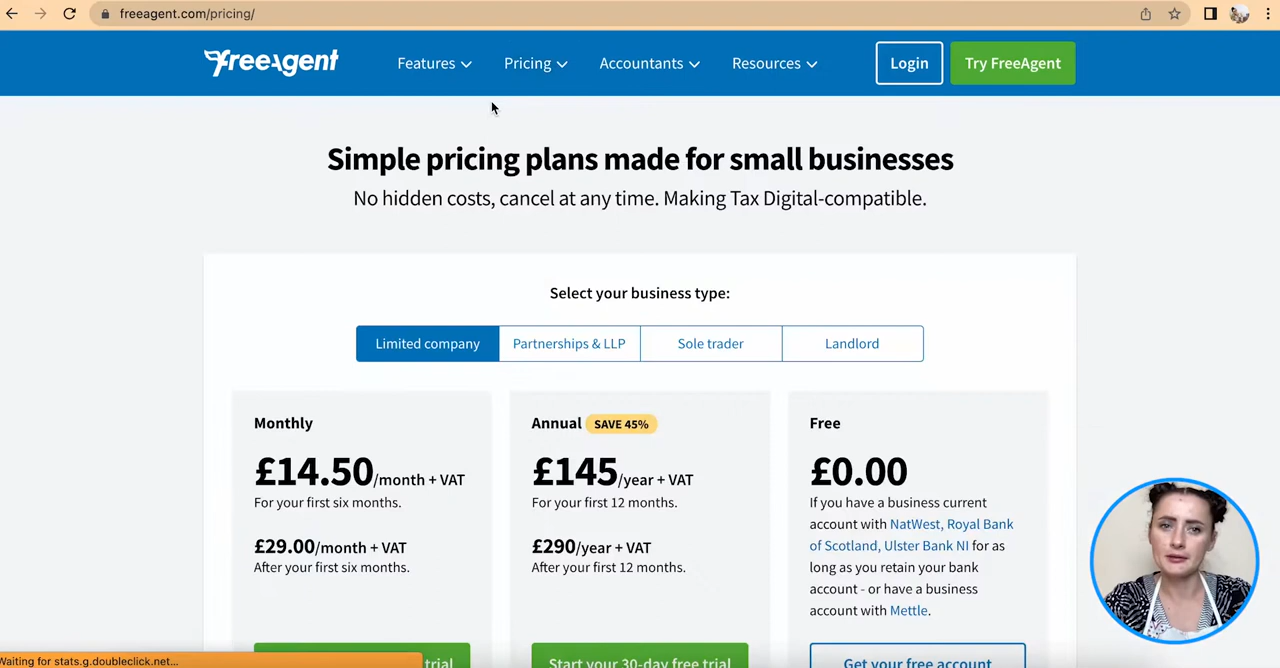 freeagent.com/pricing/
freeagent
Features
Pricing
Accountants
Resources
Login
Try FreeAgent
Simple pricing plans made for small businesses
No hidden costs, cancel at any time. Making Tax Digital-compatible.
Select your business type:
Limited company
Partnerships & LLP
Sole trader
Landlord
Monthly
£14.50/month + VAT
For your first six months.
£29.00/month + VAT
After your first six months.
Annual SAVE 45%
£145/year + VAT
For your first 12 months.
£290/year + VAT
After your first 12 months.
Start your 30-day free trial
Free
£0.00
If you have a business current
account with NatWest, Royal Bank
of Scotland, Ulster Bank NI for as
long as you retain your bank
account - or have a business
account with Mettle.
Get your free account
trial
Waiting for stats.g.doubleclick.net...